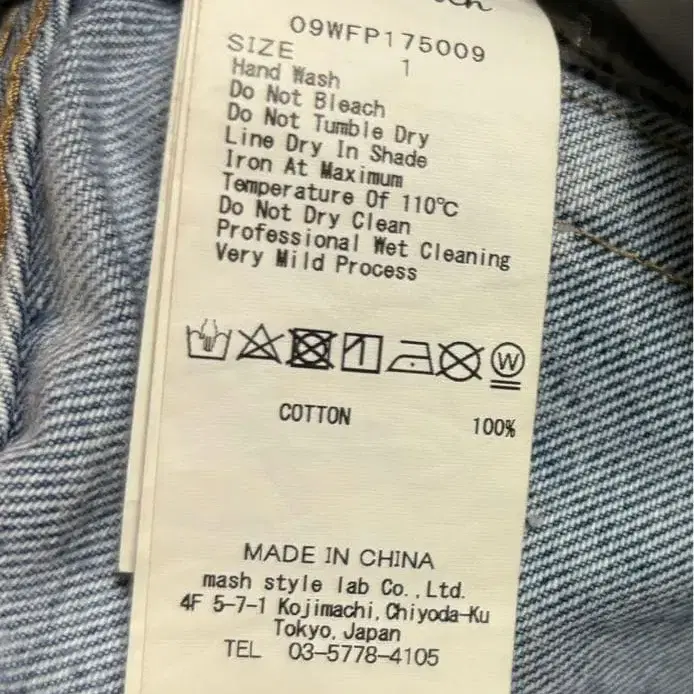 09WFP175009
SIZE 1
Hand Wash
Do Not Bleach
Do Not Tumble Dry
Line Dry In Shade
Iron At Maximum
Temperature Of 110℃
Do Not Dry Clean
Professional Wet Cleaning
Very Mild Process
W
COTTON 100%
MADE IN CHINA
mash style lab Co.,Ltd.
4F 5-7-1 Kojimachi,Chiyoda-Ku
Tokyo,Japan
TEL 03-5778-4105